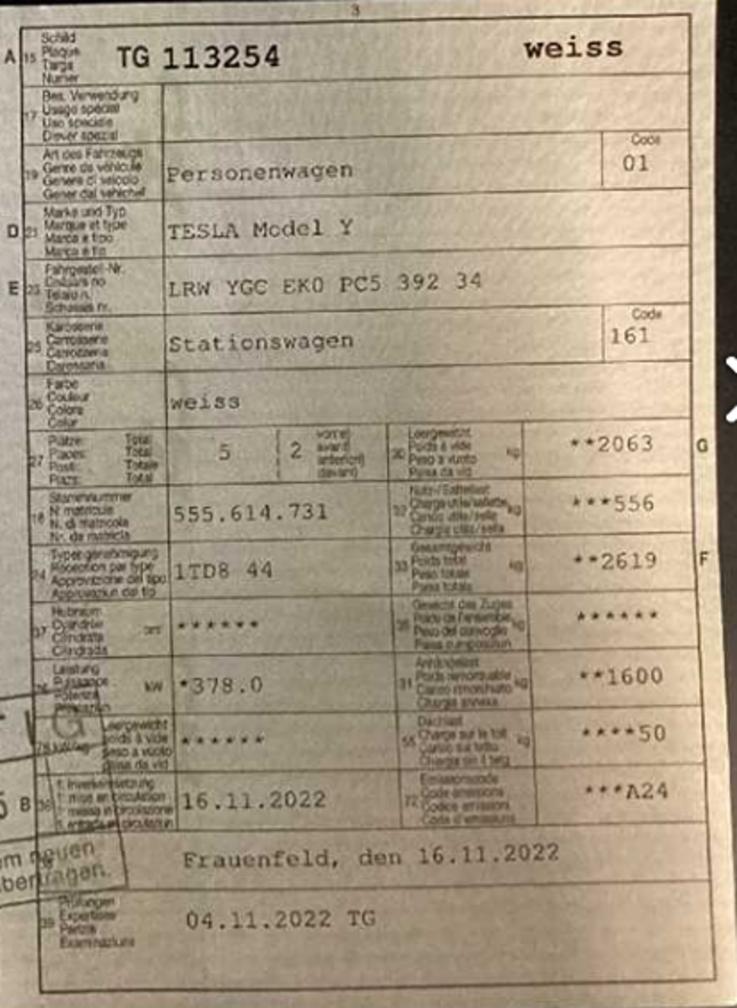 3
A 15 Schild Plaque Targa Numer TG 113254 weiss
17 Bes. Verwendung
Usage spécial
Uso speciale
Diever spezial
19 Art des Fahrzeugs
Genre de véhicule
Genere di veicolo
Gener dal vehichel
Personenwagen
Code
01
D 21 Marke und Typ
Marque et type
Marca e tipo
Marca e tip
TESLA Model Y
E 23 Fahrgestell-Nr.
Châssis no
Telaio n.
Schassis nr.
LRW YGC EK0 PC5 392 34
25 Karosserie
Carrosserie
Carrozzeria
Carossaria
Stationswagen
Code
161
26 Farbe
Couleur
Colore
Colur
weiss
27 Plätze: Total
Places: Total
Posti: Totale
Plazs: Total
5 ( 2
vorne)
avant)
anteriori)
davant)
30 Leergewicht
Poids à vide
Peso a vuoto
Paisa da vid
kg
**2063
G
18 Stammnummer
N° matricule
N. di matricola
Nr. da matricla
555.614.731
32 Nutz-/Sattellast
Charge utile/sellette
Carico utile/sella
Chargia utila/sella
kg
***556
24 Typengenehmigung
Réception par type
Approvazione del tipo
Approvaziun dal tip
1TD8 44
33 Gesamtgewicht
Poids total
Peso totale
Paisa totala
kg
**2619
F
37 Hubraum
Cylindrée
Cilindrata
Cilindrada
cm³
******
35 Gewicht des Zuges
Poids de l'ensemble
Peso del convoglio
Paisa cumposiziun
kg
******
Leistung
Puissance
Potenza
kW
*378.0
31 Anhängelast
Poids remorquable
Carico rimorchiato
Chargia annexa
kg
**1600
Leergewicht
poids à vide
peso a vuoto
paisa da vid
******
55 Dachlast
Charge sur le toit
Carico sul tetto
Chargia sin il tetg
kg
****50
B 36 1. Inverkehrsetzung
1re mise en circulation
1a messa in circolazione
1. entrada en circulaziun
16.11.2022
72 Emissionscode
Code émissions
Codice emissioni
Code d'emissiuns
***A24
m neuen
bertragen.
Frauenfeld, den 16.11.2022
39 Prüfungen
Expertises
Perizie
Examinaziuns
04.11.2022 TG